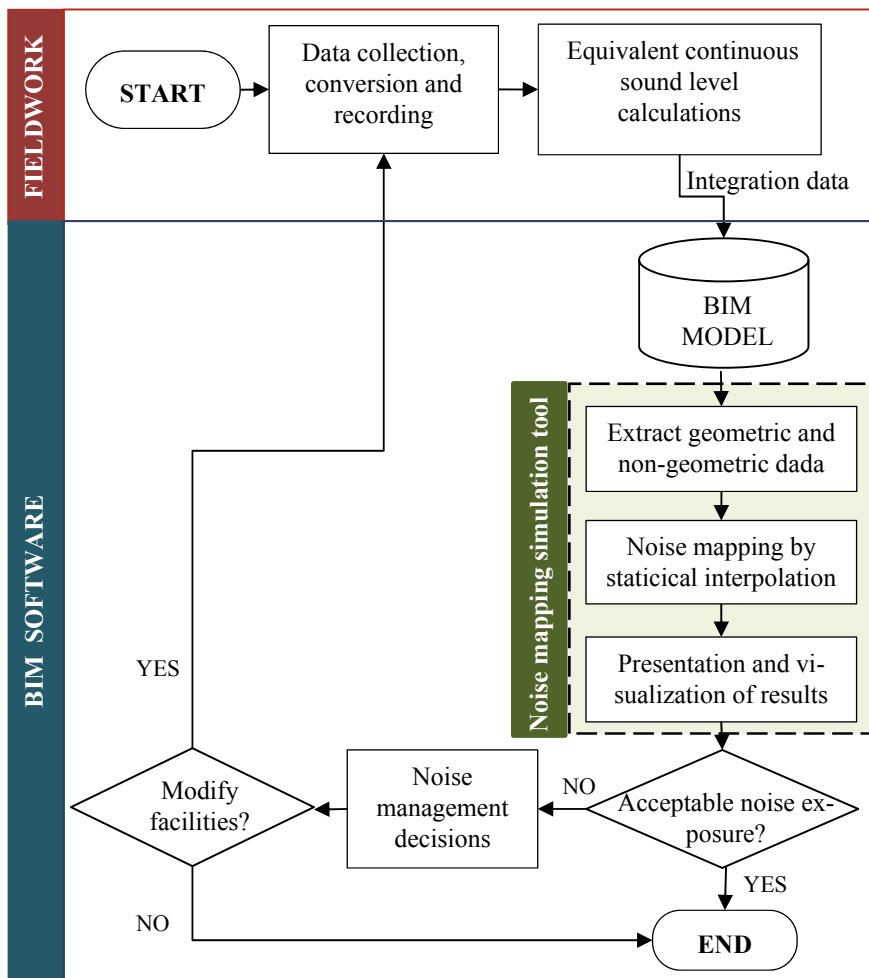 FIELDWORK
START
Data collection,
conversion and
recording
Equivalent continuous
sound level
calculations
Integration data
BIM SOFTWARE
BIM
MODEL
Noise mapping simulation tool
Extract geometric and
non-geometric dada
Noise mapping by
staticical interpolation
Presentation and vi-
sualization of results
Acceptable noise ex-
posure?
NO
YES
Noise
management
decisions
Modify
facilities?
YES
NO
END